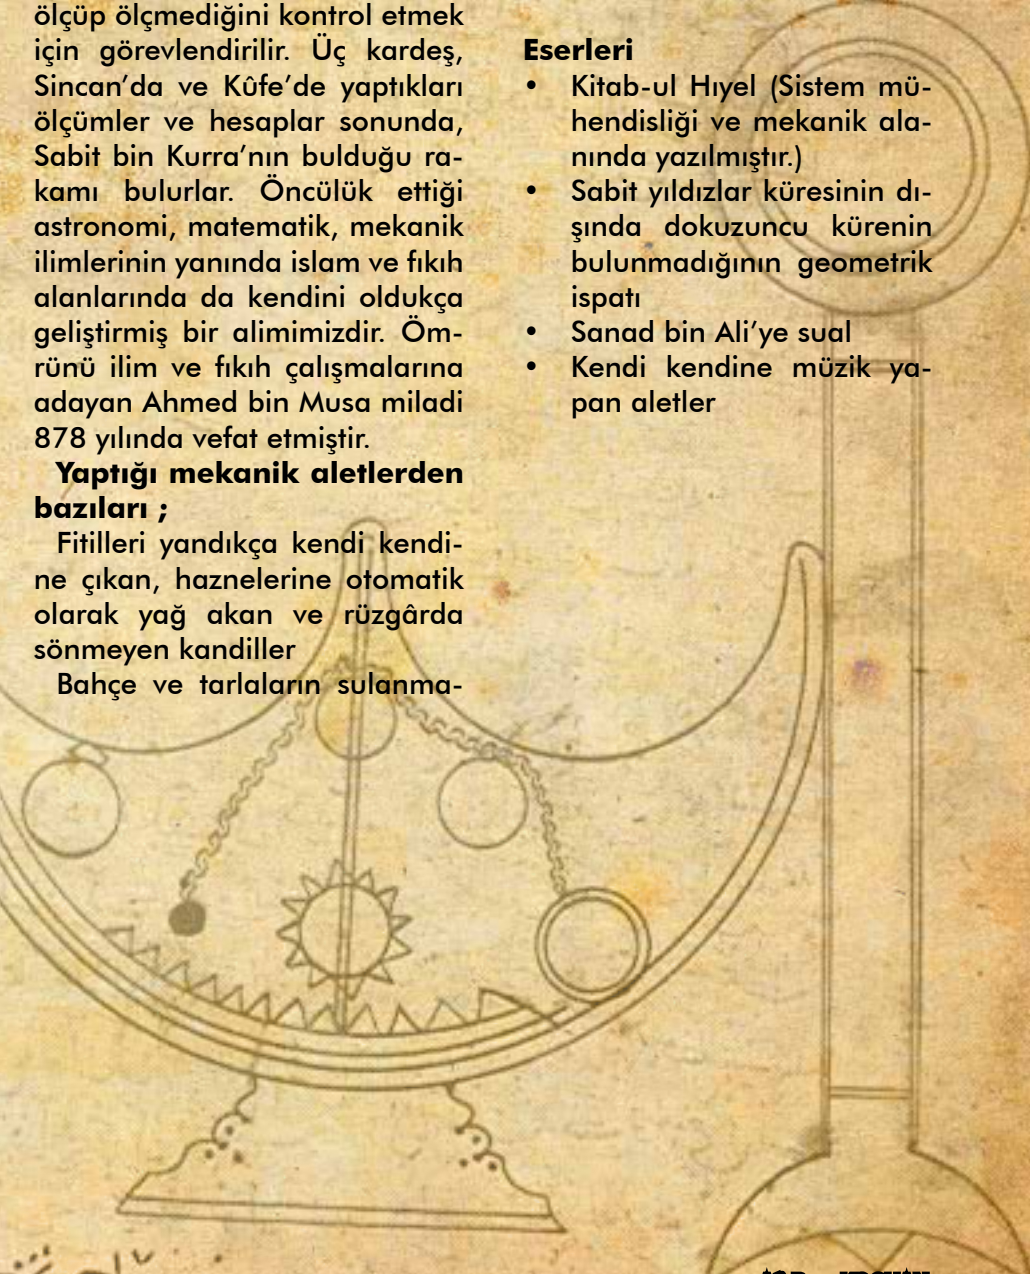 ölçüp ölçmediğini kontrol etmek
için görevlendirilir. Üç kardeş,
Sincan’da ve Kûfe’de yaptıkları
ölçümler ve hesaplar sonunda,
Sabit bin Kurra’nın bulduğu ra-
kamı bulurlar. Öncülük ettiği
astronomi, matematik, mekanik
ilimlerinin yanında islam ve fıkıh
alanlarında da kendini oldukça
geliştirmiş bir alimimizdir. Öm-
rünü ilim ve fıkıh çalışmalarına
adayan Ahmed bin Musa miladi
878 yılında vefat etmiştir.
Yaptığı mekanik aletlerden
bazıları ;
Fitilleri yandıkça kendi kendi-
ne çıkan, haznelerine otomatik
olarak yağ akan ve rüzgârda
sönmeyen kandiller
Bahçe ve tarlaların sulanma-
Eserleri
• Kitab-ul Hıyel (Sistem mü-
hendisliği ve mekanik ala-
nında yazılmıştır.)
• Sabit yıldızlar küresinin dı-
şında dokuzuncu kürenin
bulunmadığının geometrik
ispatı
• Sanad bin Ali’ye sual
• Kendi kendine müzik ya-
pan aletler